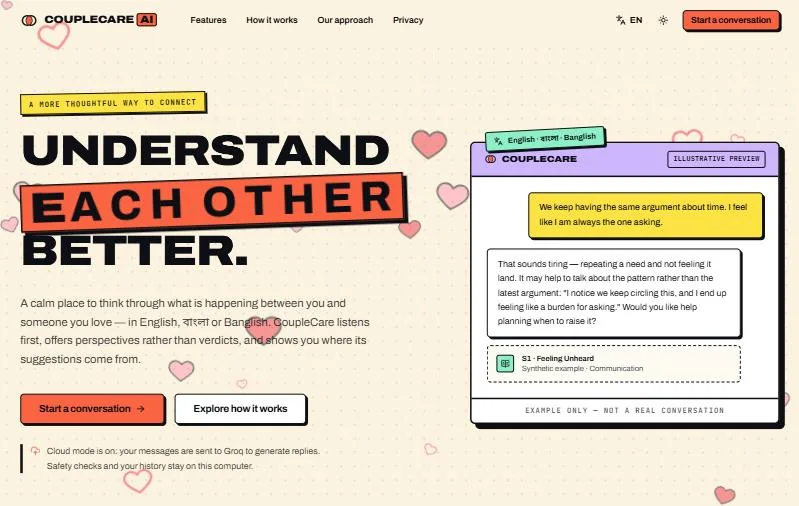 COUPLECARE AI
Features
How it works
Our approach
Privacy
EN
Start a conversation
A MORE THOUGHTFUL WAY TO CONNECT
UNDERSTAND
EACH OTHER
BETTER.
A calm place to think through what is happening between you and
someone you love — in English, বাংলা or Banglish. CoupleCare listens
first, offers perspectives rather than verdicts, and shows you where its
suggestions come from.
Start a conversation →
Explore how it works
Cloud mode is on: your messages are sent to Groq to generate replies.
Safety checks and your history stay on this computer.
English · বাংলা · Banglish
COUPLECARE
ILLUSTRATIVE PREVIEW
We keep having the same argument about time. I feel
like I am always the one asking.
That sounds tiring — repeating a need and not feeling it
land. It may help to talk about the pattern rather than the
latest argument: "I notice we keep circling this, and I end up
feeling like a burden for asking." Would you like help
planning when to raise it?
S1 · Feeling Unheard
Synthetic example · Communication
EXAMPLE ONLY — NOT A REAL CONVERSATION